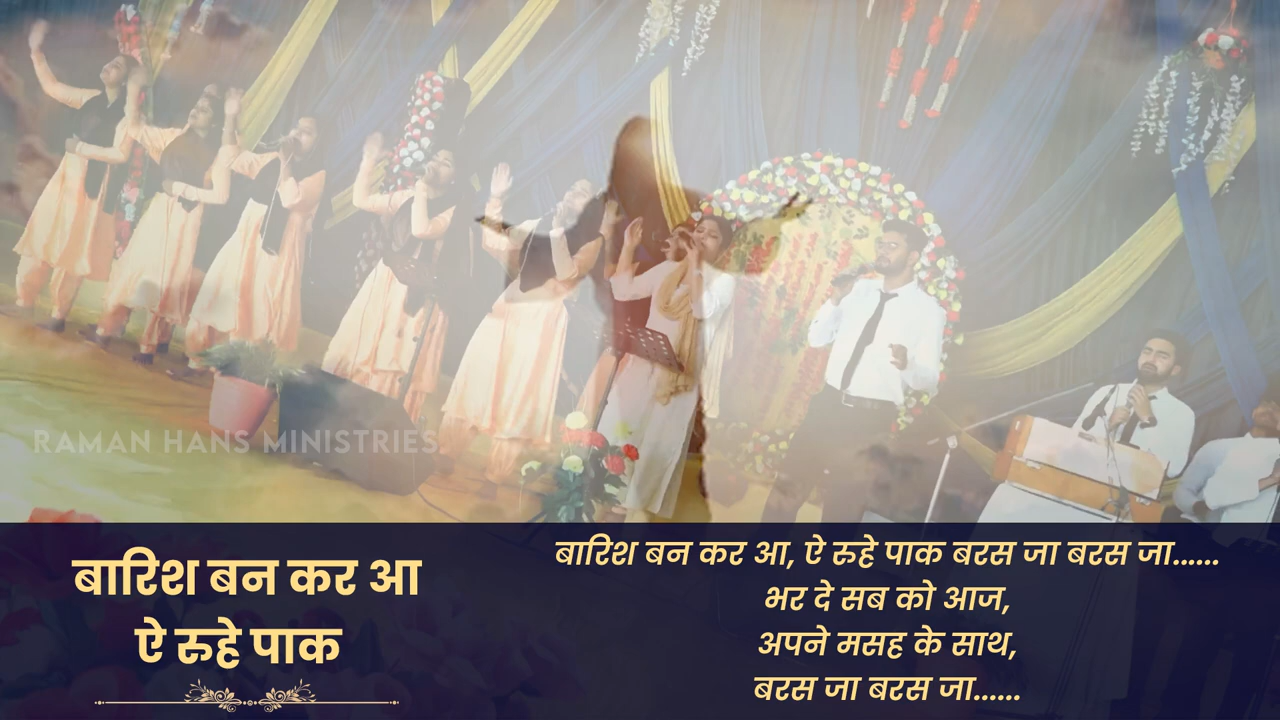 RAMAN HANS MINISTRIES
बारिश बन कर आ
ऐ रुहे पाक
बारिश बन कर आ, ऐ रुहे पाक बरस जा बरस जा......
भर दे सब को आज,
अपने मसह के साथ,
बरस जा बरस जा......